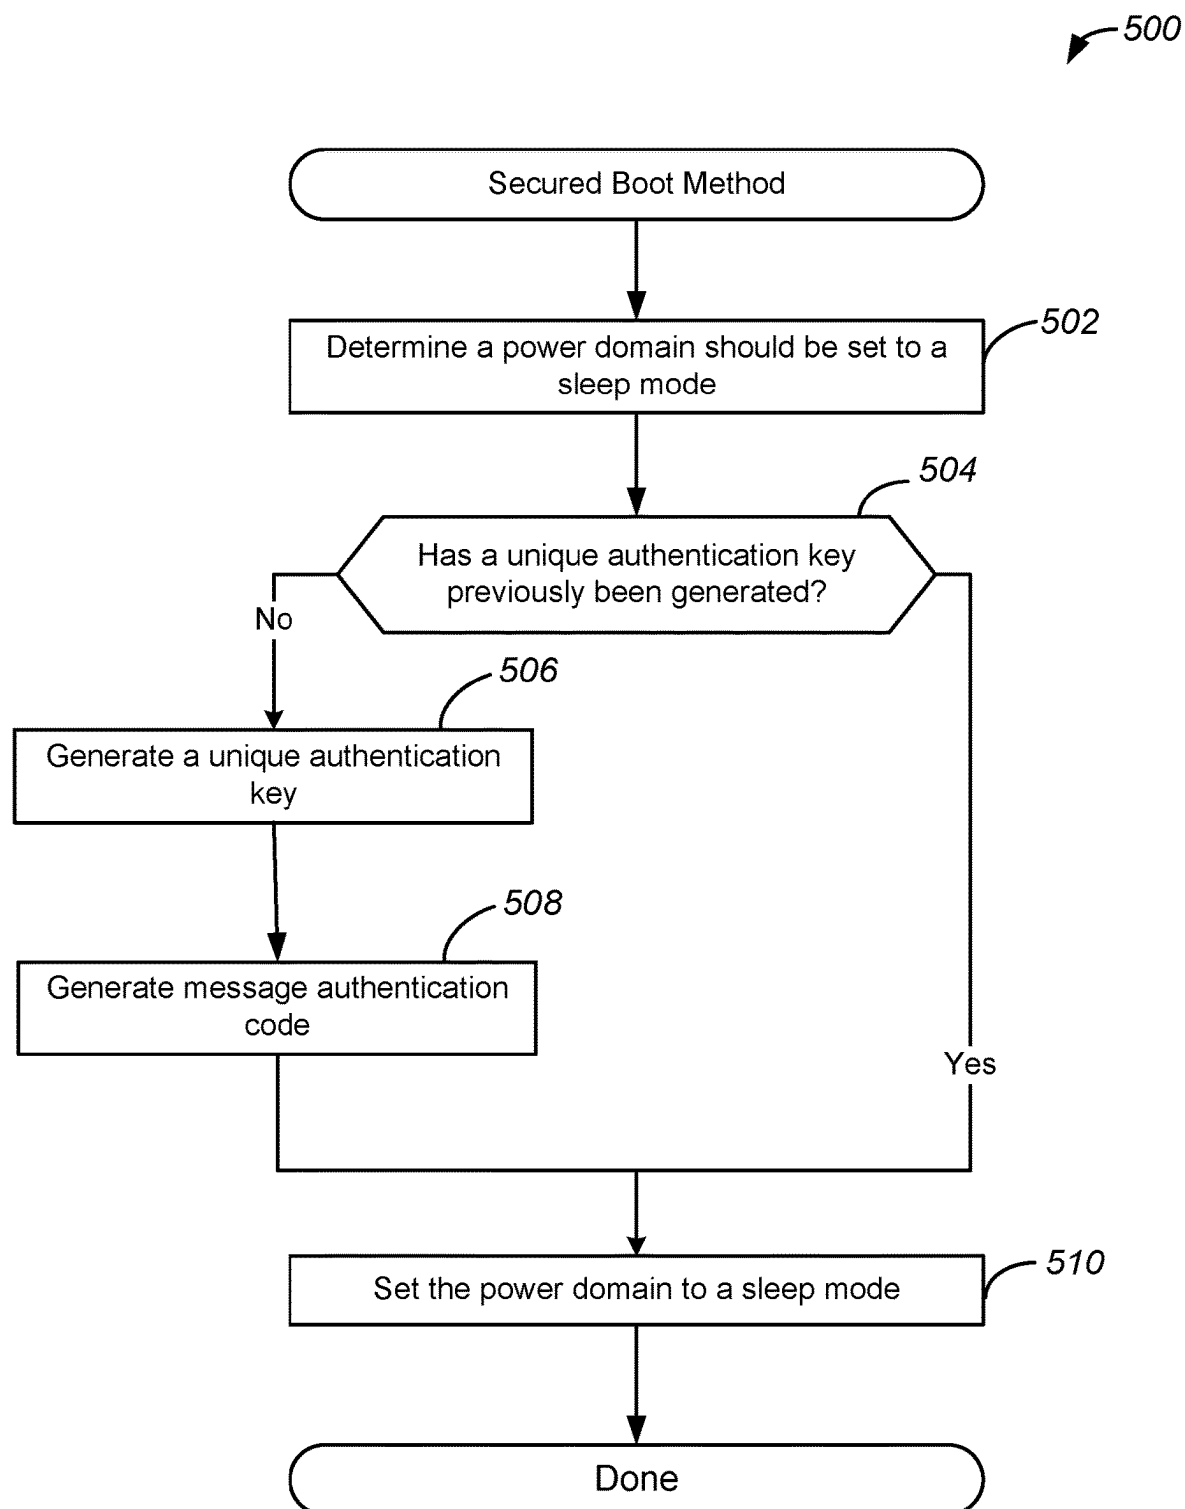 500
Secured Boot Method
502
Determine a power domain should be set to a
sleep mode
504
Has a unique authentication key
previously been generated?
No
506
Generate a unique authentication
key
508
Generate message authentication
code
Yes
510
Set the power domain to a sleep mode
Done